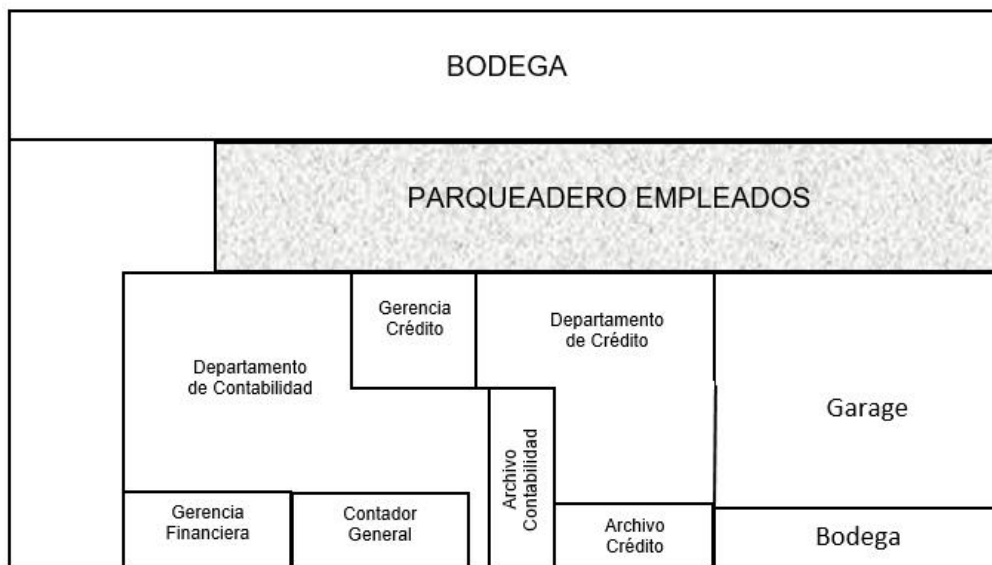 BODEGA
PARQUEADERO EMPLEADOS
Gerencia
Crédito
Departamento
de Crédito
Departamento
de Contabilidad
Garage
Archivo
Contabilidad
Gerencia
Financiera
Contador
General
Archivo
Crédito
Bodega